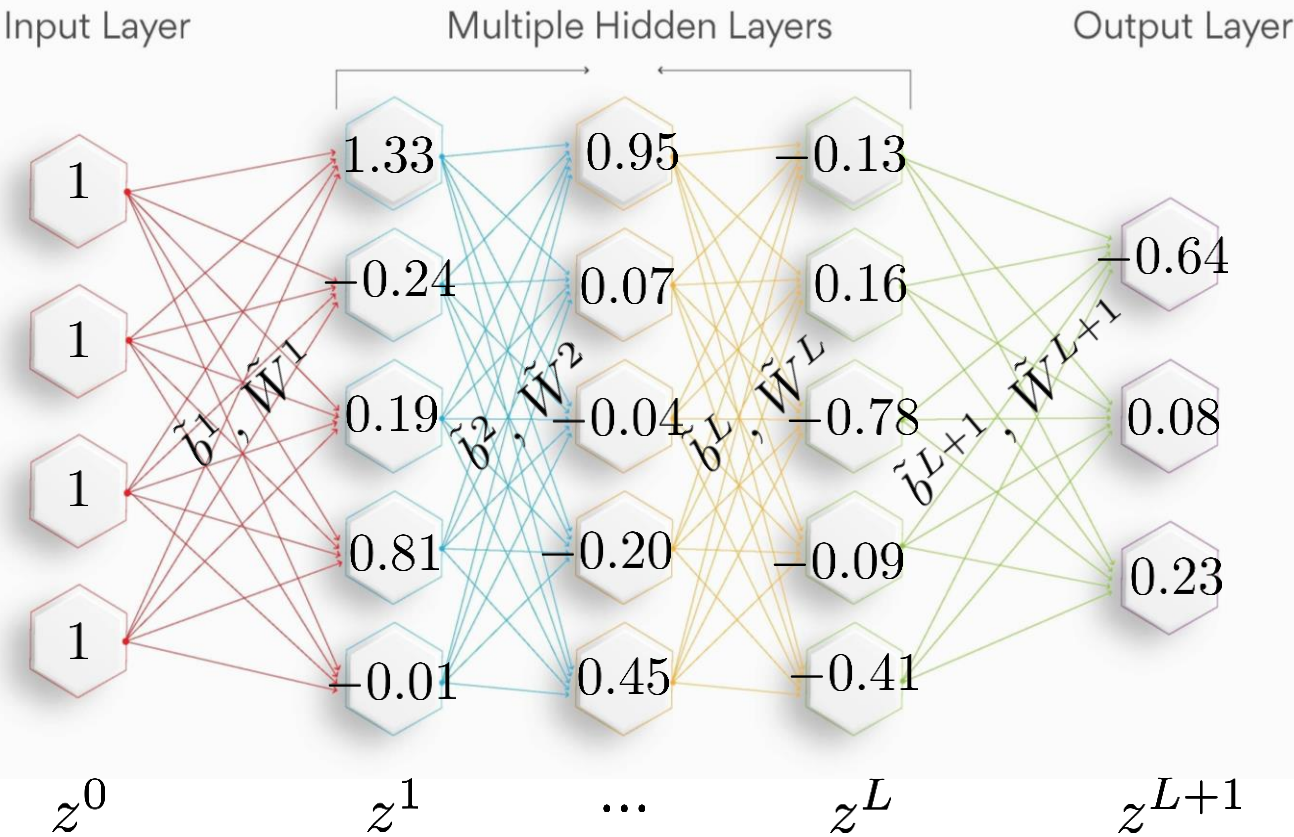 Input Layer
Multiple Hidden Layers
Output Layer
1
1
1
1
1.33
−0.24
0.19
0.81
−0.01
0.95
0.07
−0.04
−0.20
0.45
−0.13
0.16
−0.78
−0.09
−0.41
−0.64
0.08
0.23
b̃¹, W̃¹
b̃², W̃²
b̃ᴸ, W̃ᴸ
b̃ᴸ⁺¹, W̃ᴸ⁺¹
z⁰
z¹
...
zᴸ
zᴸ⁺¹